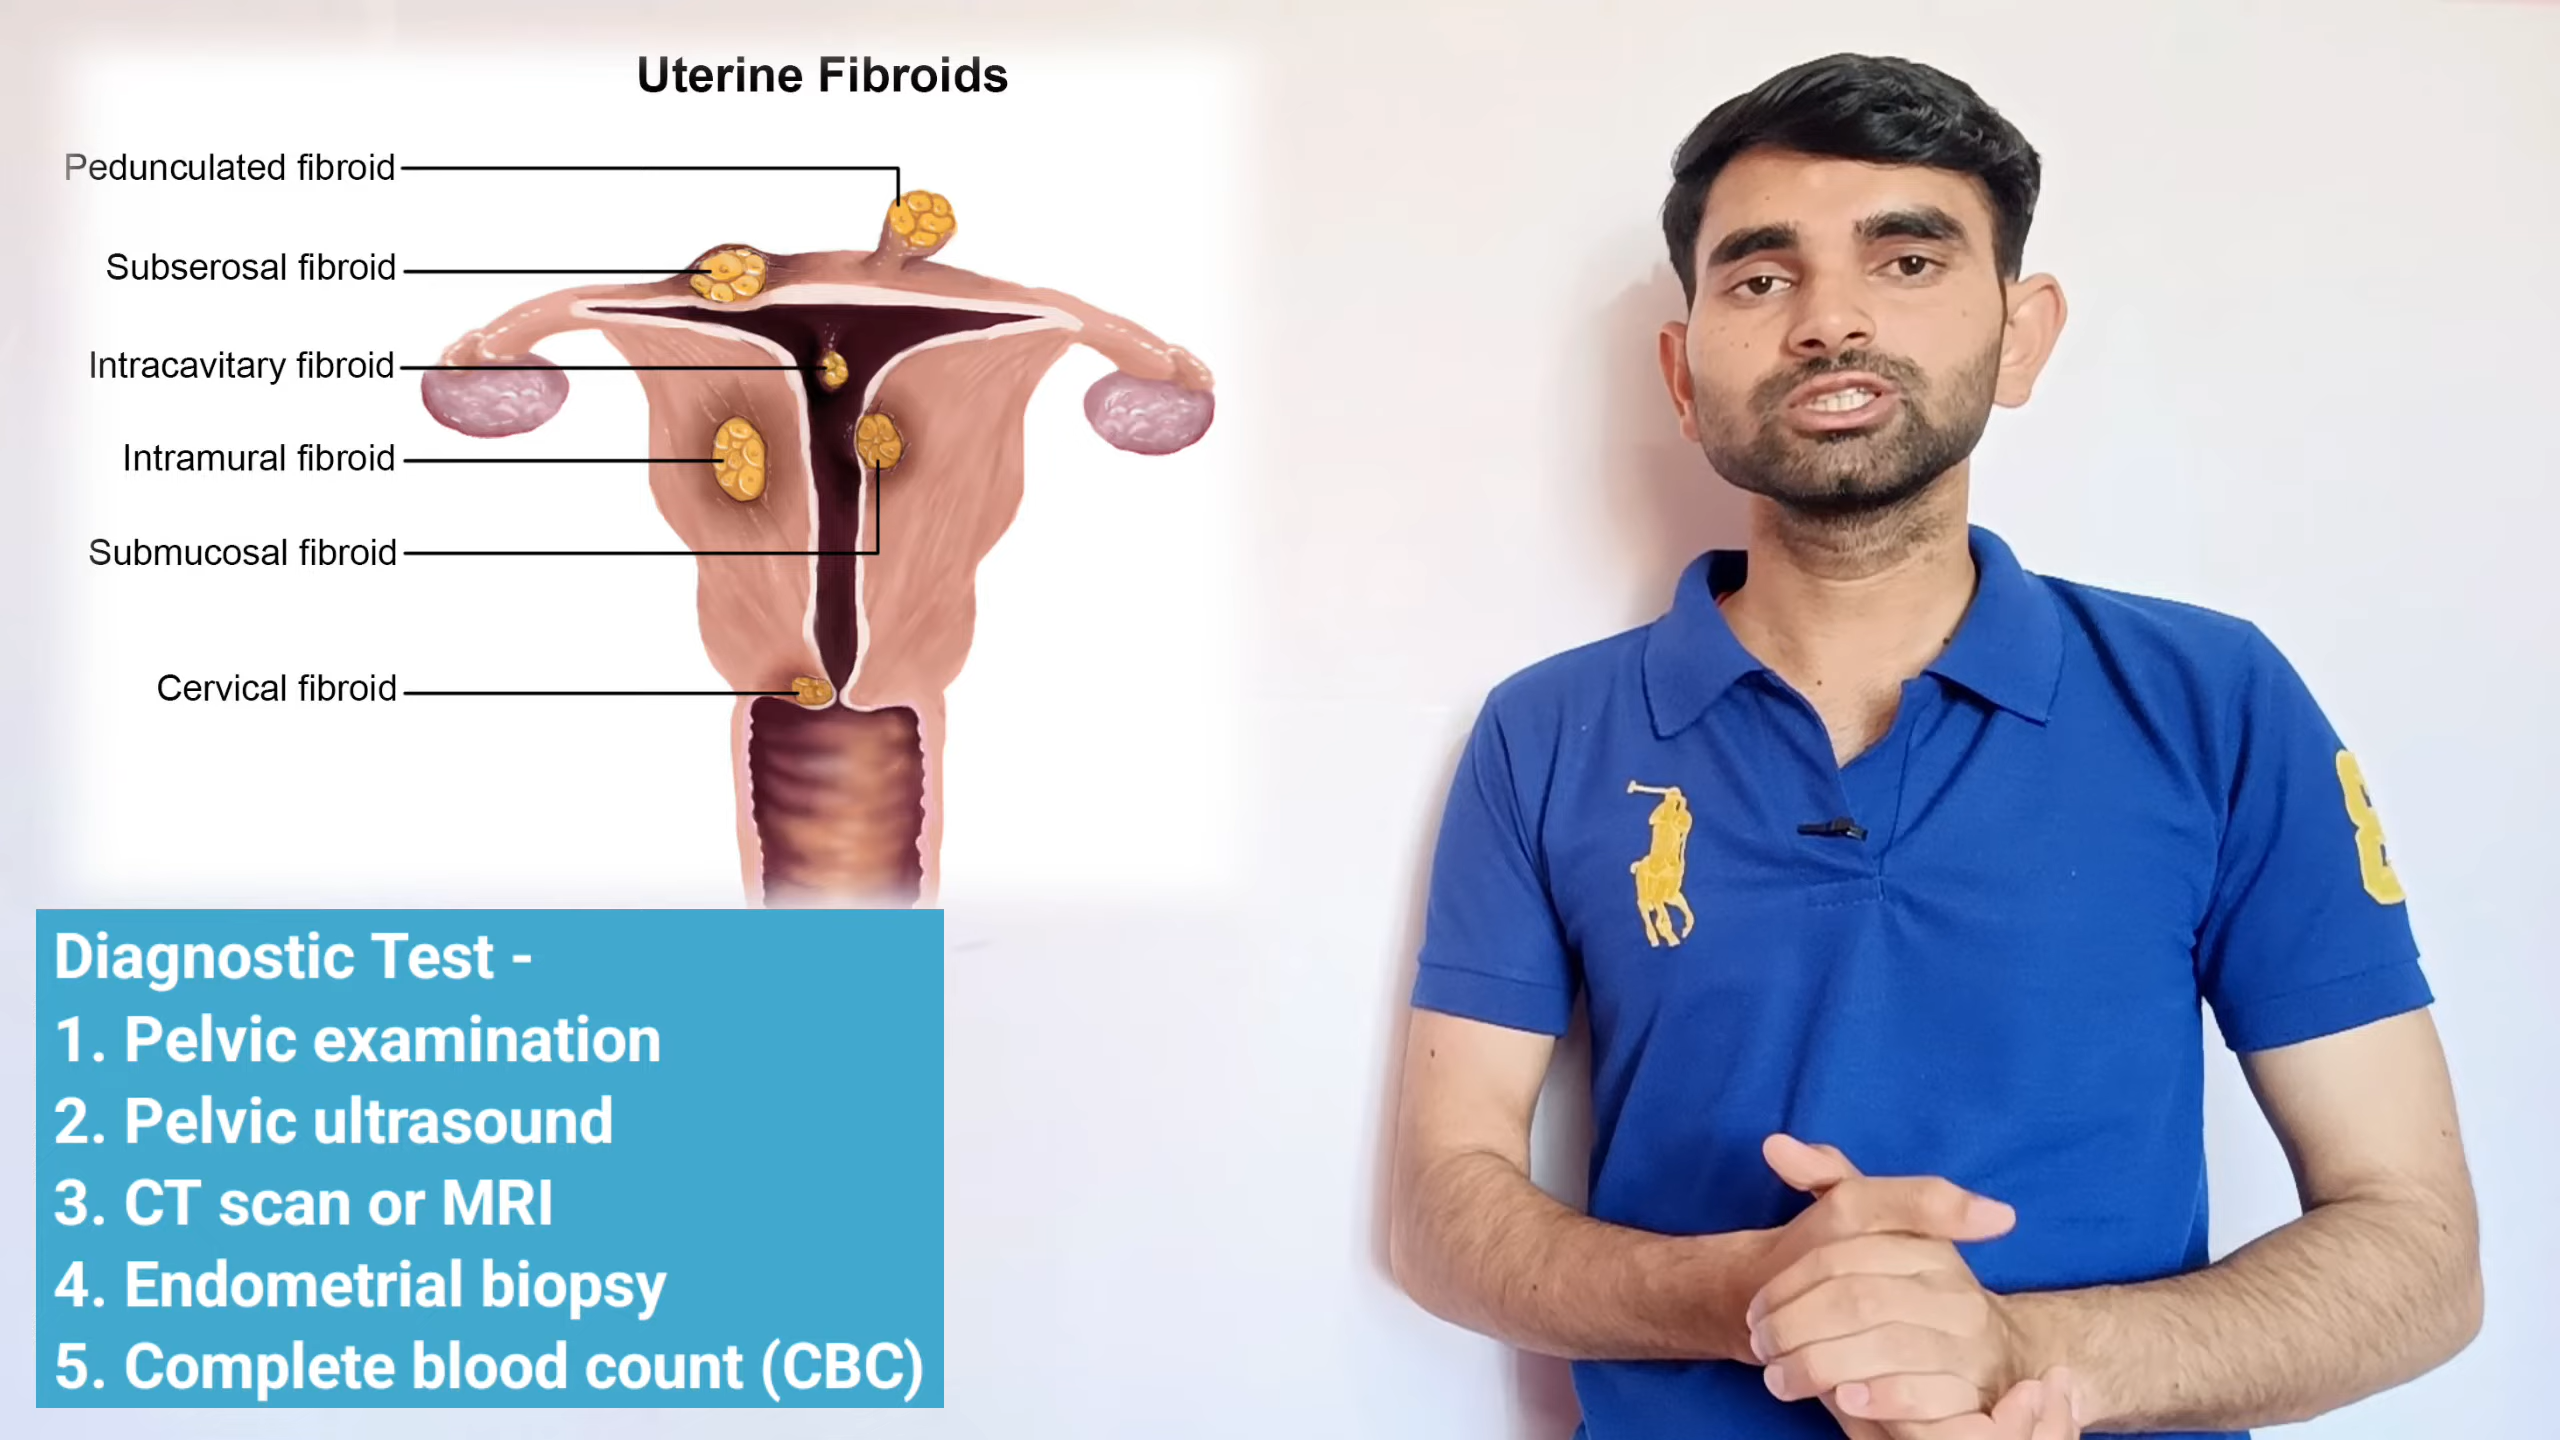 Uterine Fibroids
Pedunculated fibroid
Subserosal fibroid
Intracavitary fibroid
Intramural fibroid
Submucosal fibroid
Cervical fibroid
Diagnostic Test -
1. Pelvic examination
2. Pelvic ultrasound
3. CT scan or MRI
4. Endometrial biopsy
5. Complete blood count (CBC)